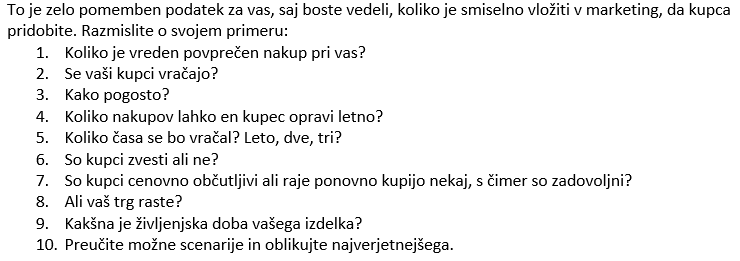 To je zelo pomemben podatek za vas, saj boste vedeli, koliko je smiselno vložiti v marketing, da kupca
pridobite. Razmislite o svojem primeru:
1. Koliko je vreden povprečen nakup pri vas?
2. Se vaši kupci vračajo?
3. Kako pogosto?
4. Koliko nakupov lahko en kupec opravi letno?
5. Koliko časa se bo vračal? Leto, dve, tri?
6. So kupci zvesti ali ne?
7. So kupci cenovno občutljivi ali raje ponovno kupijo nekaj, s čimer so zadovoljni?
8. Ali vaš trg raste?
9. Kakšna je življenjska doba vašega izdelka?
10. Preučite možne scenarije in oblikujte najverjetnejšega.